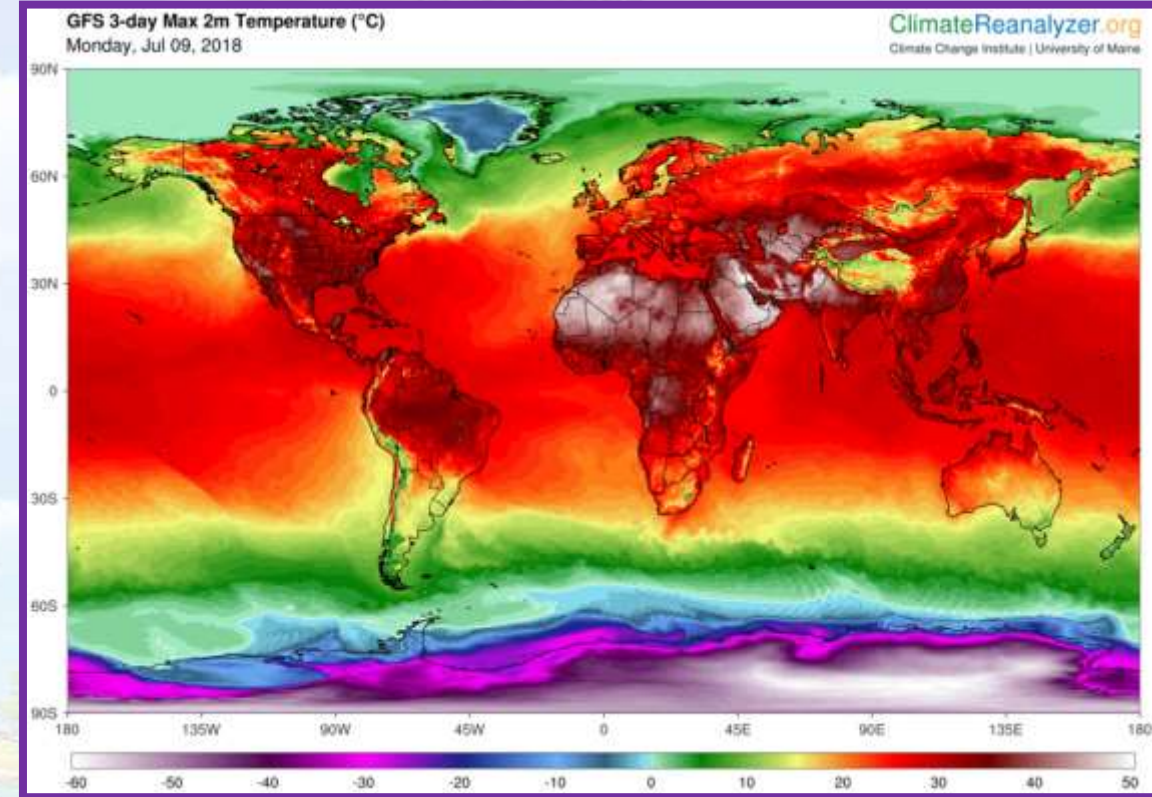 GFS 3-day Max 2m Temperature (°C)
ClimateReanalyzer.org
Monday, Jul 09, 2018
Climate Change Institute | University of Maine
90N
60N
30N
0
30S
60S
90S
180 135W 90W 45W 0 45E 90E 135E 180
-60 -50 -40 -30 -20 -10 0 10 20 30 40 50